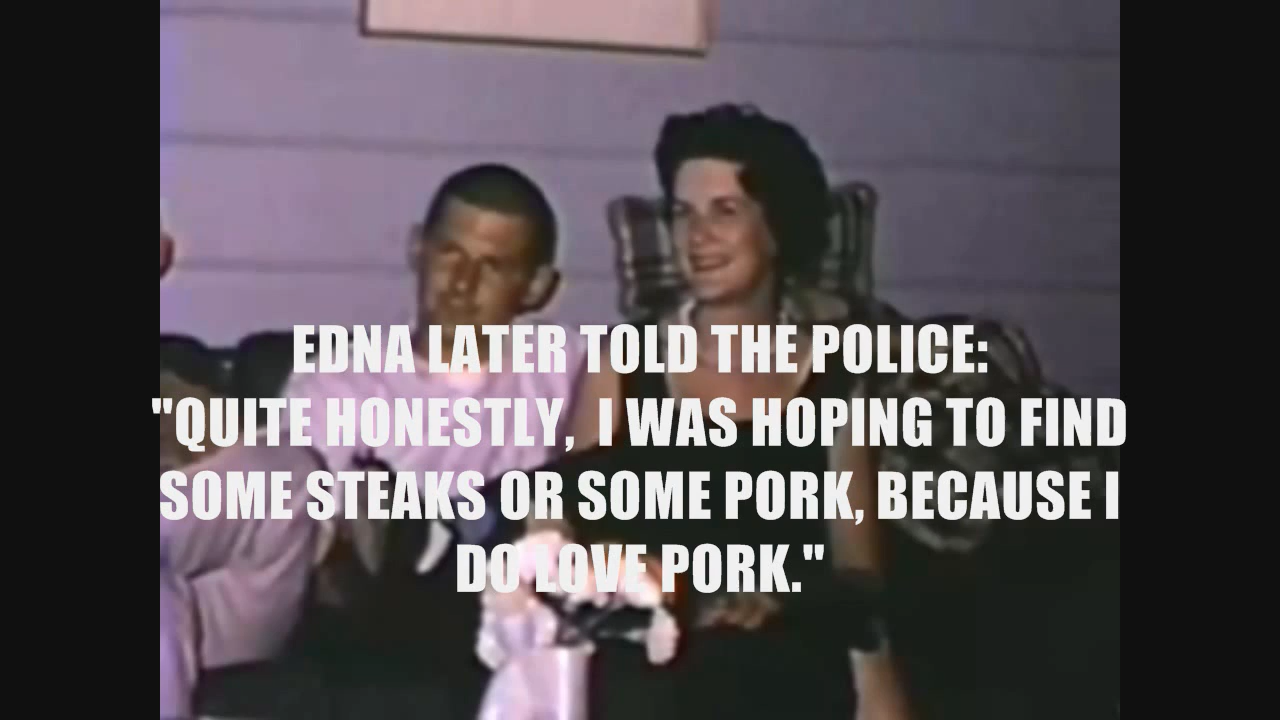 EDNA LATER TOLD THE POLICE:
"QUITE HONESTLY,  I WAS HOPING TO FIND
SOME STEAKS OR SOME PORK, BECAUSE I
DO LOVE PORK."